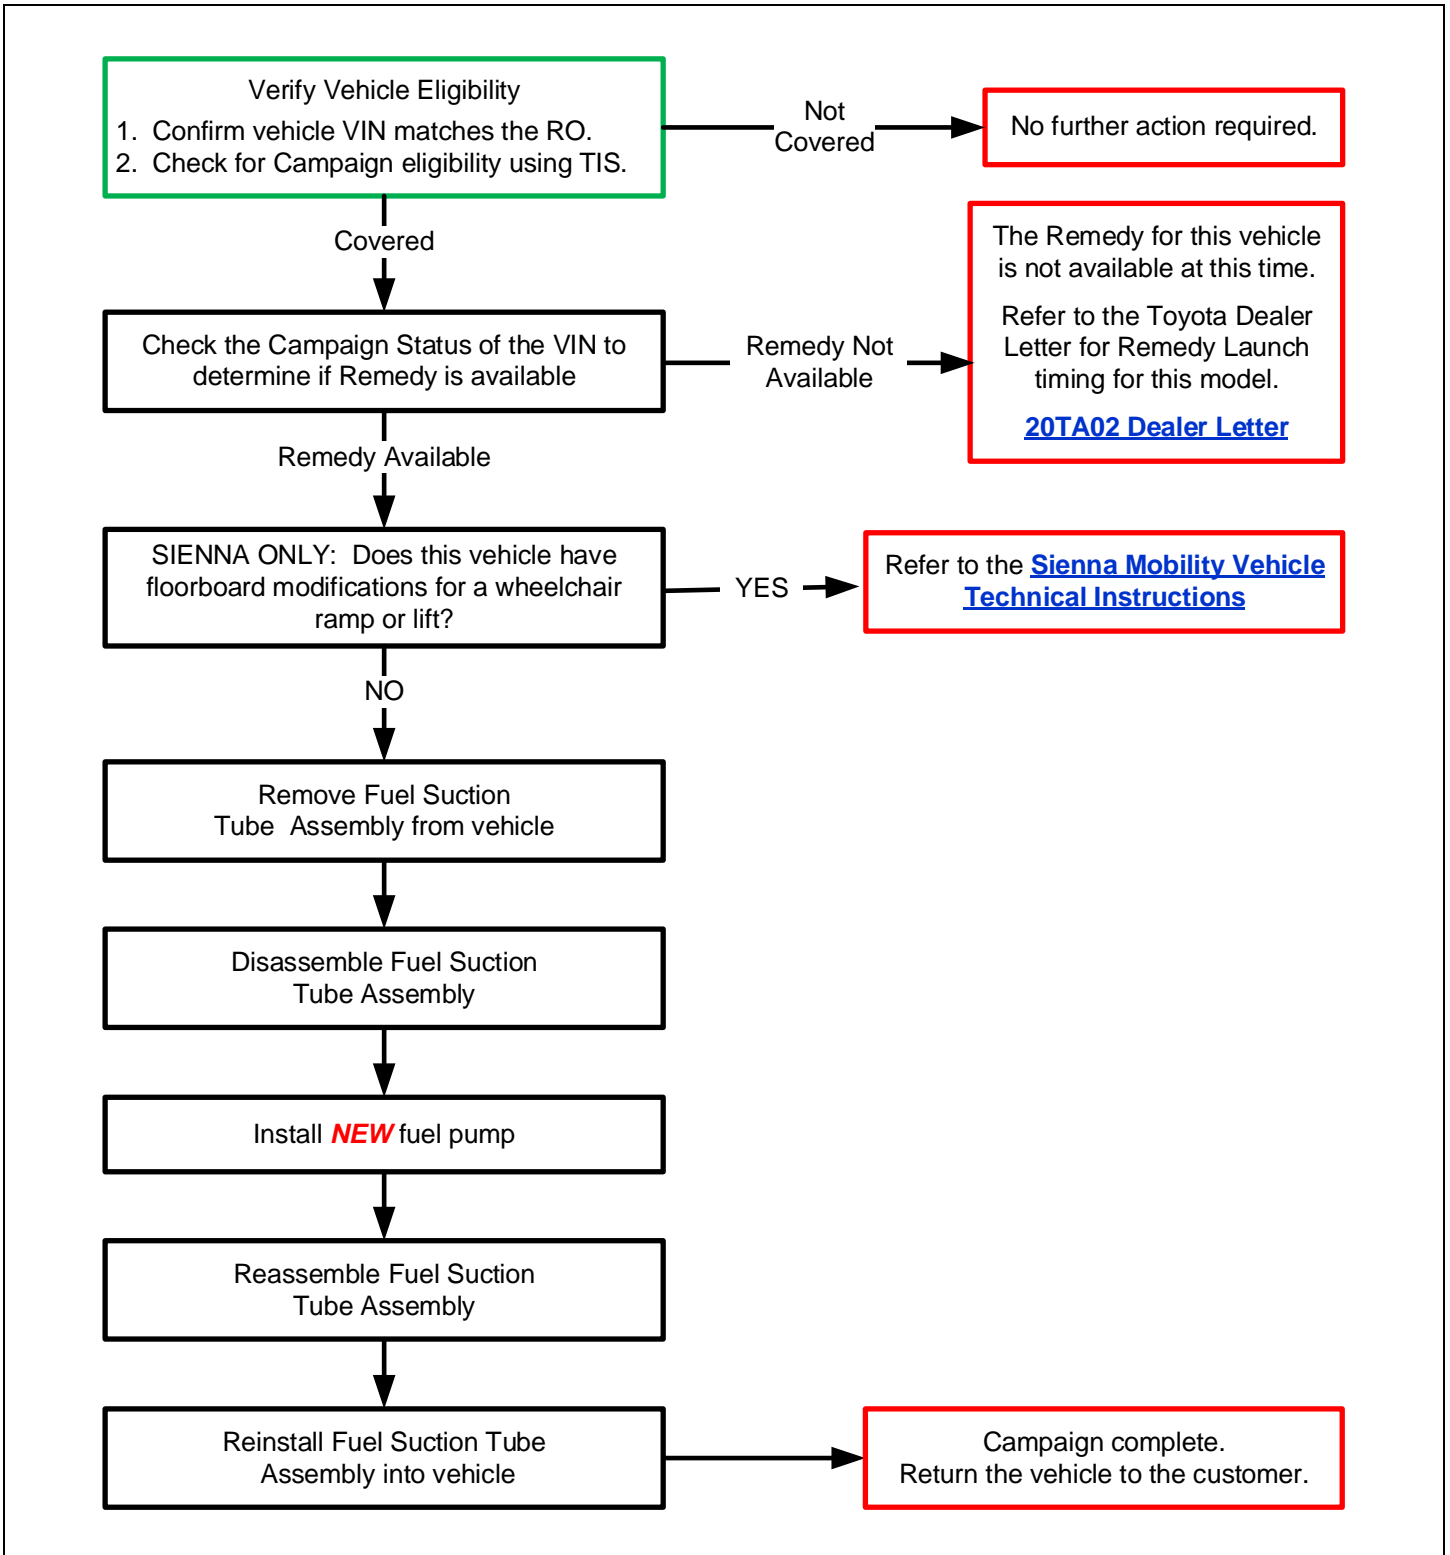 Verify Vehicle Eligibility
1. Confirm vehicle VIN matches the RO.
2. Check for Campaign eligibility using TIS.
Not
Covered
No further action required.
Covered
The Remedy for this vehicle
is not available at this time.
Refer to the Toyota Dealer
Letter for Remedy Launch
timing for this model.
20TA02 Dealer Letter
Check the Campaign Status of the VIN to
determine if Remedy is available
Remedy Not
Available
Remedy Available
SIENNA ONLY: Does this vehicle have
floorboard modifications for a wheelchair
ramp or lift?
YES
Refer to the Sienna Mobility Vehicle
Technical Instructions
NO
Remove Fuel Suction
Tube Assembly from vehicle
Disassemble Fuel Suction
Tube Assembly
Install NEW fuel pump
Reassemble Fuel Suction
Tube Assembly
Reinstall Fuel Suction Tube
Assembly into vehicle
Campaign complete.
Return the vehicle to the customer.